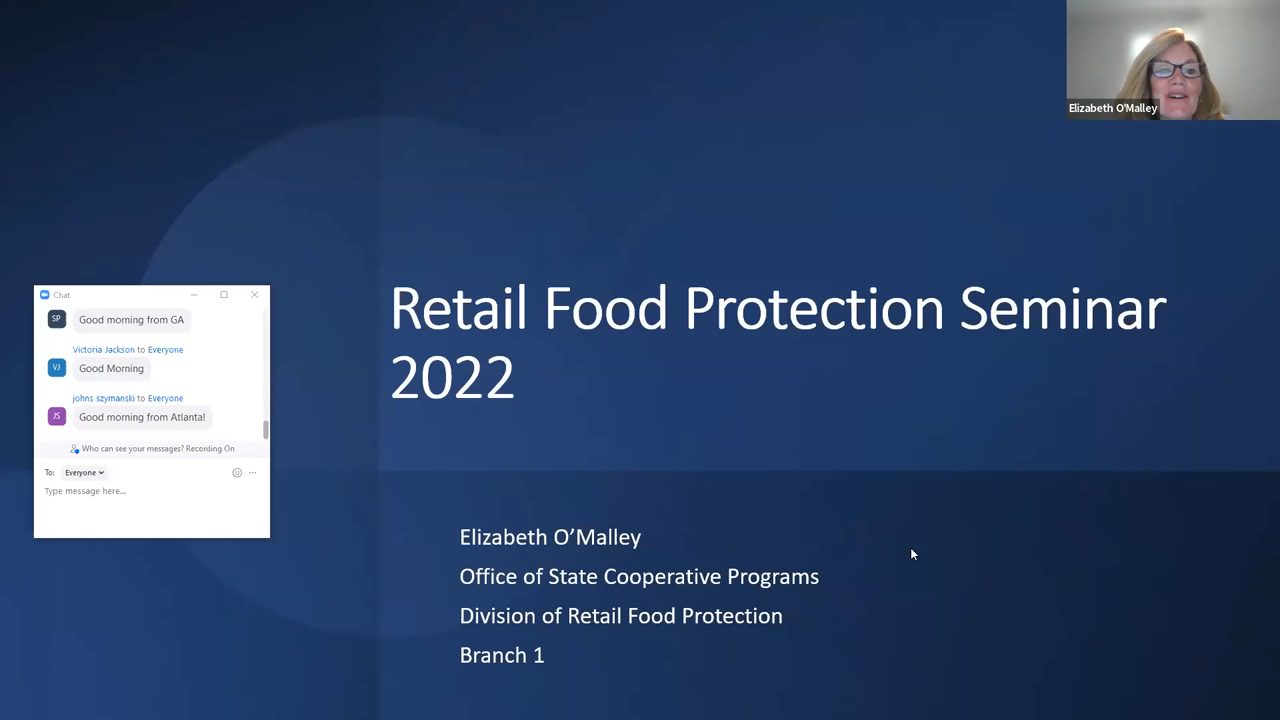 Elizabeth O'Malley
Retail Food Protection Seminar
2022
Chat
SP
Good morning from GA
Victoria Jackson to Everyone
VJ
Good Morning
johns szymanski to Everyone
JS
Good morning from Atlanta!
Who can see your messages? Recording On
To: Everyone
Type message here...
Elizabeth O’Malley
Office of State Cooperative Programs
Division of Retail Food Protection
Branch 1